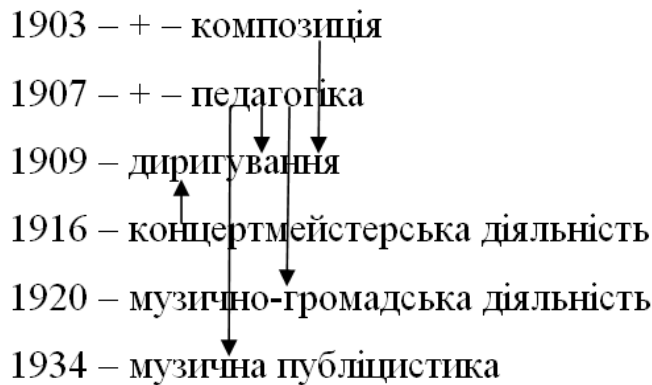 1903 – + – композиція
1907 – + – педагогіка
1909 – диригування
1916 – концертмейстерська діяльність
1920 – музично-громадська діяльність
1934 – музична публіцистика